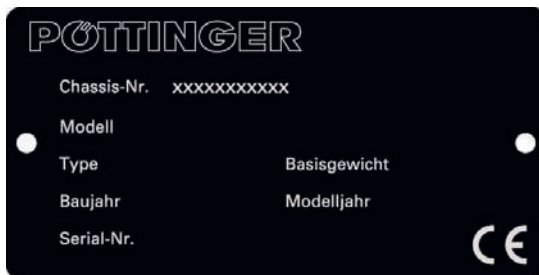 PÖTTINGER
Chassis-Nr. xxxxxxxxxxx
Modell
Type Basisgewicht
Baujahr Modelljahr
Serial-Nr.
CE